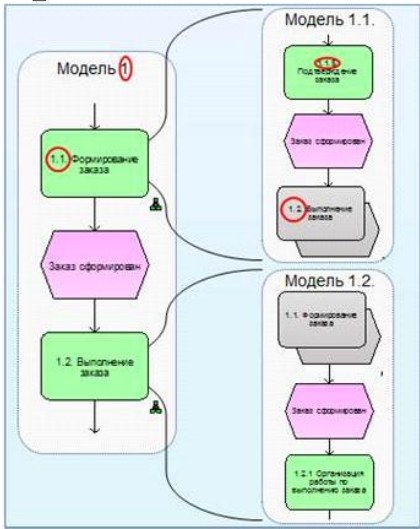 Модель 1
1.1. Формирование
заказа
Заказ сформирован
1.2. Выполнение
заказа
Модель 1.1.
1.1.1
Подтверждение
заказа
Заказ сформирован
1.2. Выполнение
заказа
Модель 1.2.
1.1. Формирование
заказа
Заказ сформирован
1.2.1 Организация
работы по
выполнению заказа